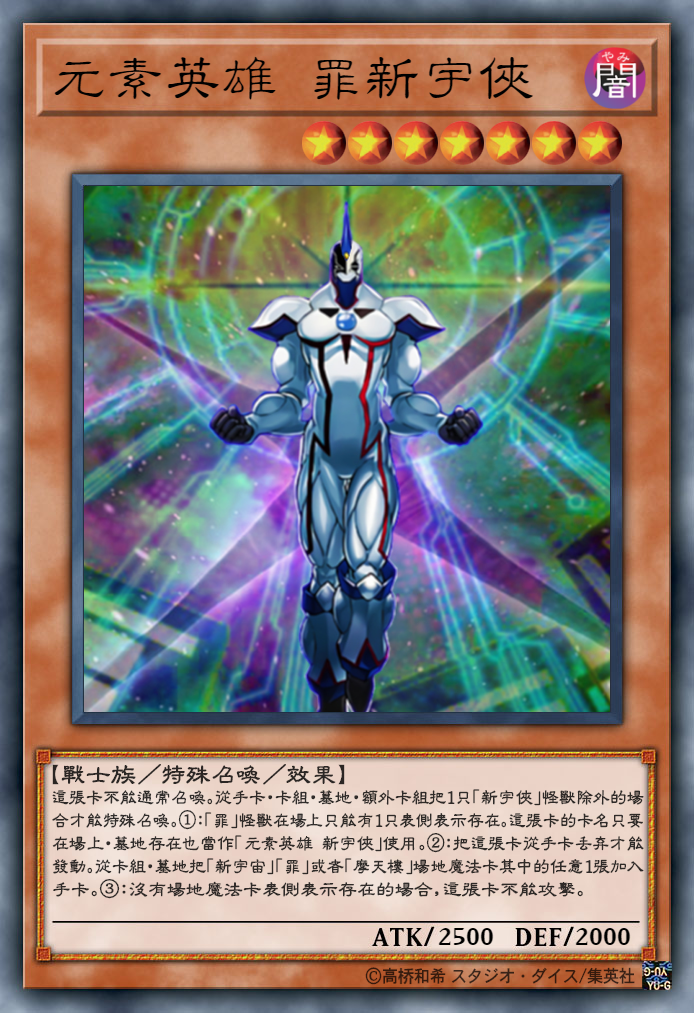 元素英雄 罪新宇俠
やみ
闇
【戰士族／特殊召喚／效果】
這張卡不能通常召喚。從手卡·卡組·墓地·額外卡組把1只「新宇俠」怪獸除外的場
合才能特殊召喚。①:「罪」怪獸在場上只能有1只表側表示存在。這張卡的卡名只要
在場上·墓地存在也當作「元素英雄 新宇俠」使用。②:把這張卡從手卡丟棄才能
發動。從卡組·墓地把「新宇宙」「罪」或者「摩天樓」場地魔法卡其中的任意1張加入
手卡。③:沒有場地魔法卡表側表示存在的場合,這張卡不能攻擊。
ATK/2500 DEF/2000
©高桥和希 スタジオ・ダイス/集英社
YU-G
YU-G